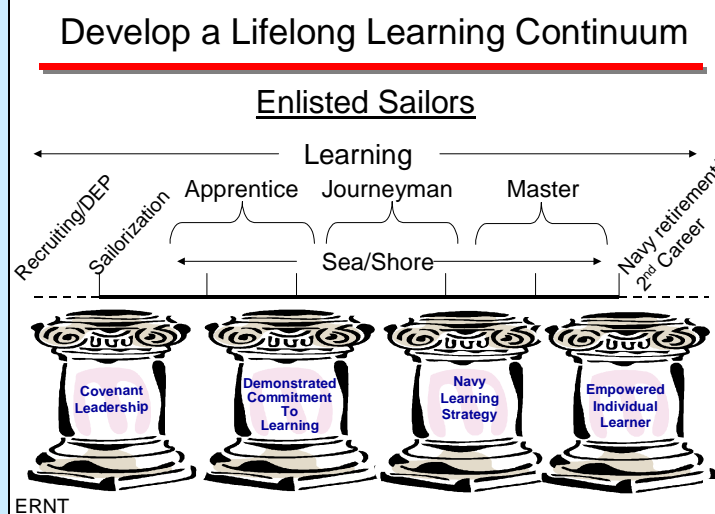 Develop a Lifelong Learning Continuum
Enlisted Sailors
Learning
Recruiting/DEP
Sailorization
Apprentice
Journeyman
Master
Navy retirement/
2nd Career
Sea/Shore
Covenant
Leadership
Demonstrated
Commitment
To
Learning
Navy
Learning
Strategy
Empowered
Individual
Learner
ERNT